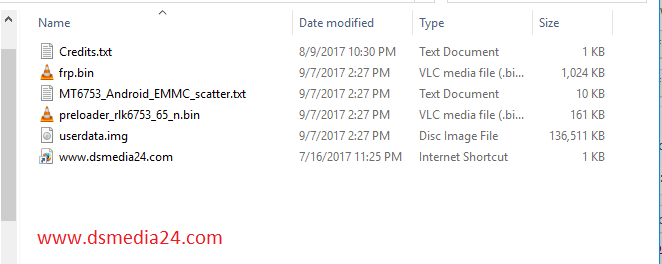 Name Date modified Type Size
Credits.txt 8/9/2017 10:30 PM Text Document 1 KB
frp.bin 9/7/2017 2:27 PM VLC media file (.bi... 1,024 KB
MT6753_Android_EMMC_scatter.txt 9/7/2017 2:27 PM Text Document 10 KB
preloader_rlk6753_65_n.bin 9/7/2017 2:27 PM VLC media file (.bi... 161 KB
userdata.img 9/7/2017 2:27 PM Disc Image File 136,511 KB
www.dsmedia24.com 7/16/2017 11:25 PM Internet Shortcut 1 KB
www.dsmedia24.com